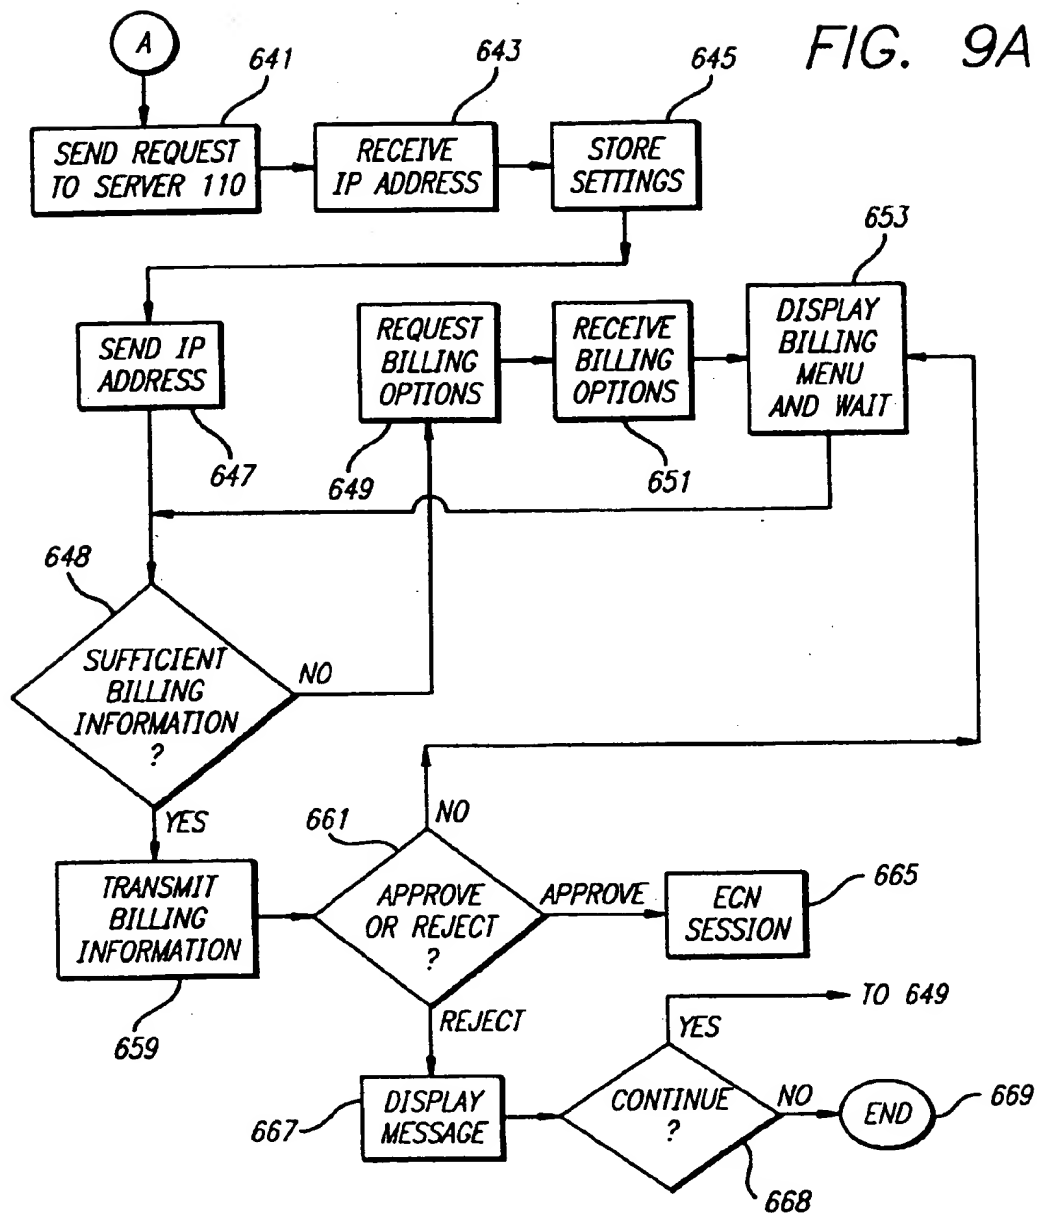 FIG. 9A
A
641
643
645
SEND REQUEST
TO SERVER 110
RECEIVE
IP ADDRESS
STORE
SETTINGS
653
SEND IP
ADDRESS
REQUEST
BILLING
OPTIONS
RECEIVE
BILLING
OPTIONS
DISPLAY
BILLING
MENU
AND WAIT
647
649
651
648
SUFFICIENT
BILLING
INFORMATION
?
NO
YES
661
NO
TRANSMIT
BILLING
INFORMATION
APPROVE
OR REJECT
?
APPROVE
ECN
SESSION
665
659
REJECT
TO 649
YES
667
DISPLAY
MESSAGE
CONTINUE
?
NO
END
669
668